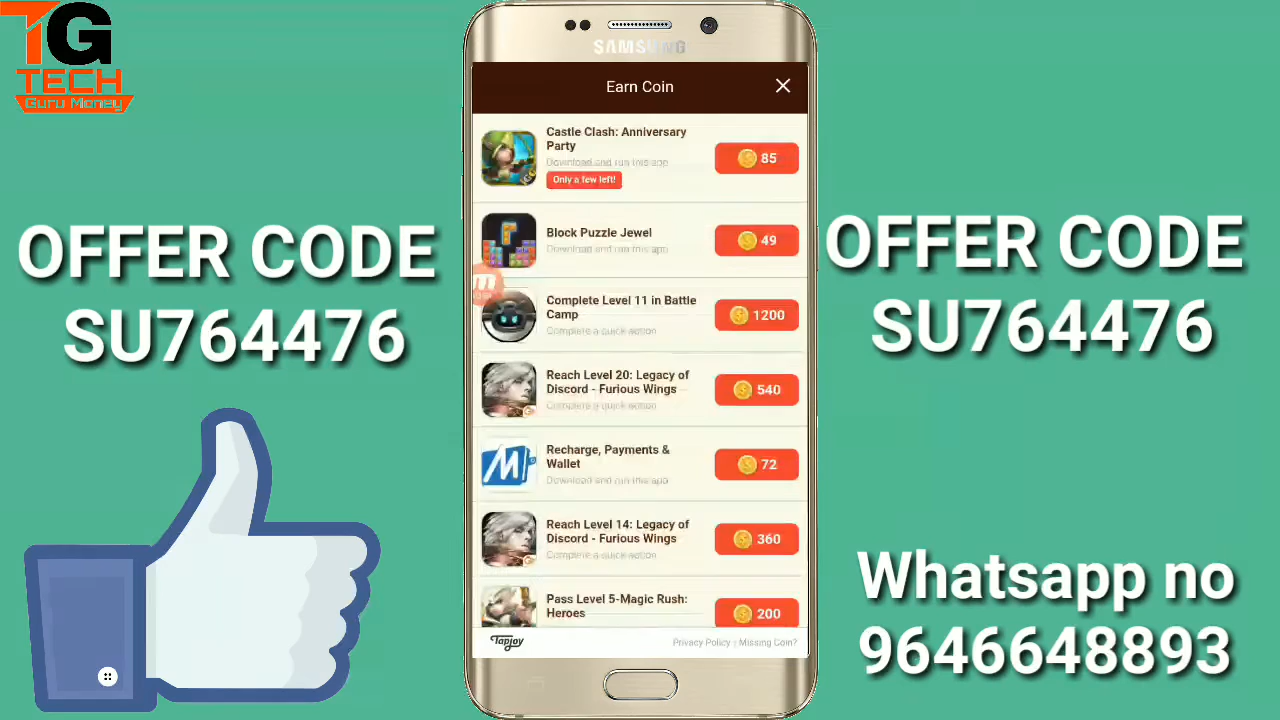 TG
TECH
Guru Money
OFFER CODE
SU764476
SAMSUNG
Earn Coin
Castle Clash: Anniversary
Party
Download and run this app
Only a few left!
85
Block Puzzle Jewel
Download and run this app
49
Complete Level 11 in Battle
Camp
Complete a quick action
1200
Reach Level 20: Legacy of
Discord - Furious Wings
Complete a quick action
540
Recharge, Payments &
Wallet
Download and run this app
72
Reach Level 14: Legacy of
Discord - Furious Wings
Complete a quick action
360
Pass Level 5-Magic Rush:
Heroes
200
Tapjoy
Privacy Policy | Missing Coin?
OFFER CODE
SU764476
Whatsapp no
9646648893